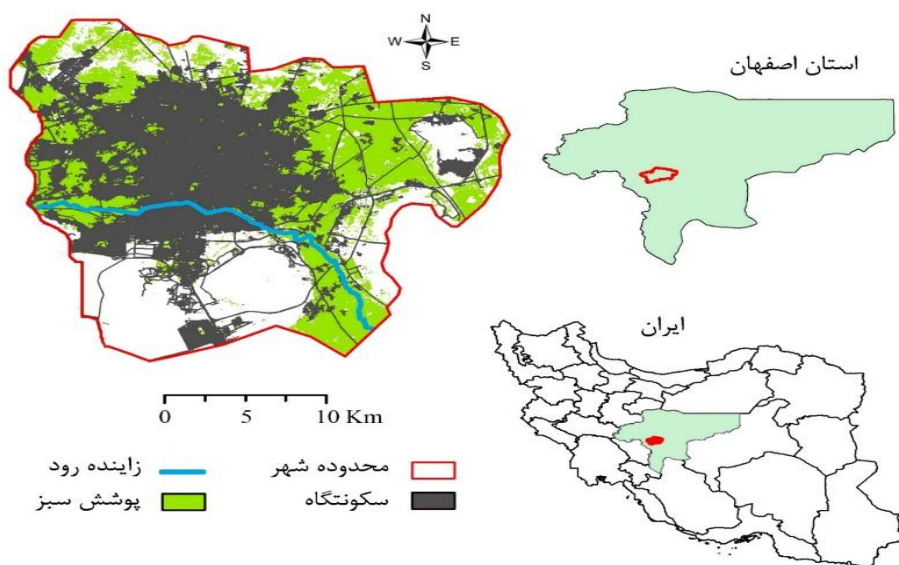 N
W E
S
استان اصفهان
ایران
0 5 10 Km
محدوده شهر
زاینده رود
سکونتگاه
پوشش سبز